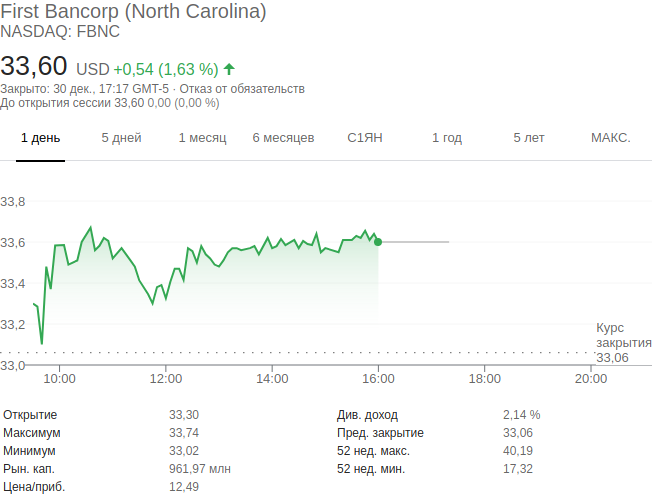 First Bancorp (North Carolina)
NASDAQ: FBNC
33,60 USD +0,54 (1,63 %)
Закрыто: 30 дек., 17:17 GMT-5 · Отказ от обязательств
До открытия сессии 33,60 0,00 (0,00 %)
1 день 5 дней 1 месяц 6 месяцев С1ЯН 1 год 5 лет МАКС.
33,8
33,6
33,4
33,2
33,0
Курс
закрытия
33,06
10:00 12:00 14:00 16:00 18:00 20:00
Открытие 33,30 Див. доход 2,14 %
Максимум 33,74 Пред. закрытие 33,06
Минимум 33,02 52 нед. макс. 40,19
Рын. кап. 961,97 млн 52 нед. мин. 17,32
Цена/приб. 12,49